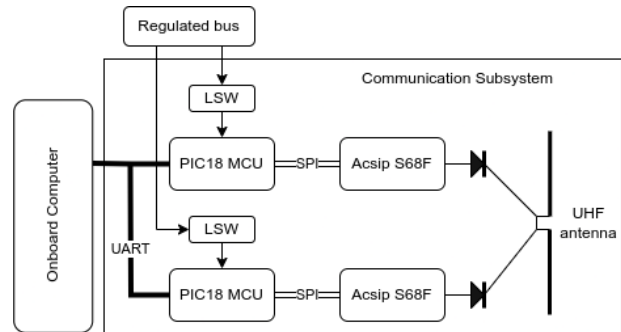 Regulated bus
Communication Subsystem
LSW
PIC18 MCU
SPI
Acsip S68F
Onboard Computer
UHF
antenna
LSW
UART
PIC18 MCU
SPI
Acsip S68F